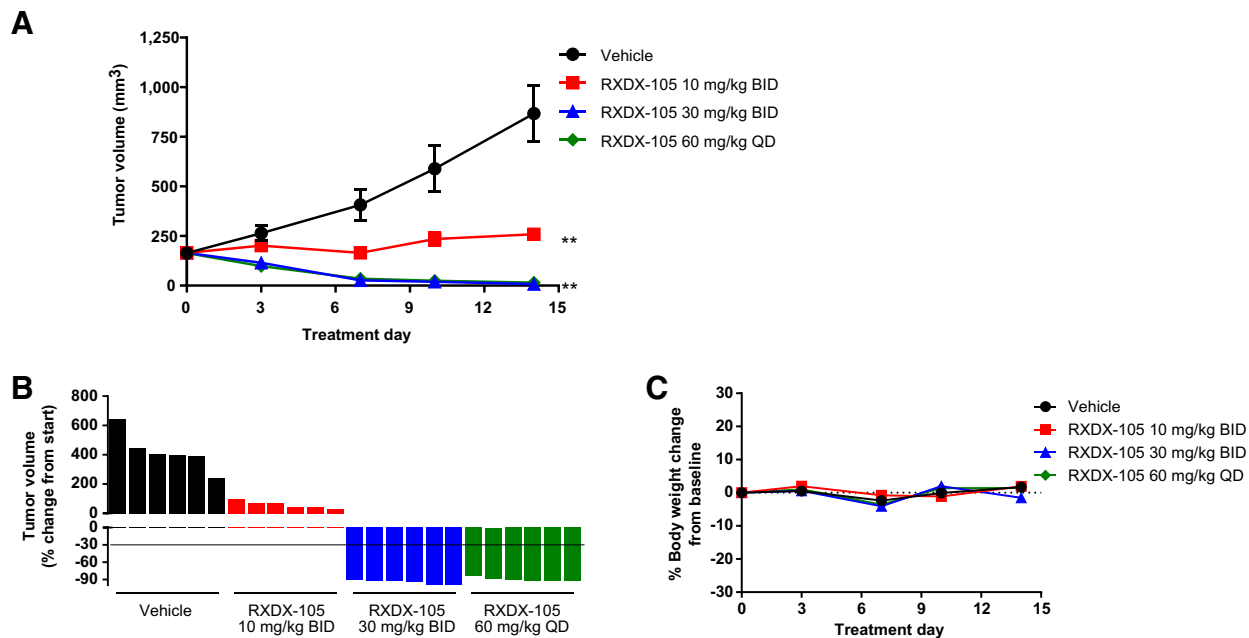 A
Tumor volume (mm³)
1,250
1,000
750
500
250
0
0 3 6 9 12 15
Treatment day
**
**
Vehicle
RXDX-105 10 mg/kg BID
RXDX-105 30 mg/kg BID
RXDX-105 60 mg/kg QD
B
Tumor volume
(% change from start)
800
600
400
200
0
0
-30
-60
-90
Vehicle
RXDX-105
10 mg/kg BID
RXDX-105
30 mg/kg BID
RXDX-105
60 mg/kg QD
C
% Body weight change
from baseline
30
20
10
0
-10
-20
-30
0 3 6 9 12 15
Treatment day
Vehicle
RXDX-105 10 mg/kg BID
RXDX-105 30 mg/kg BID
RXDX-105 60 mg/kg QD